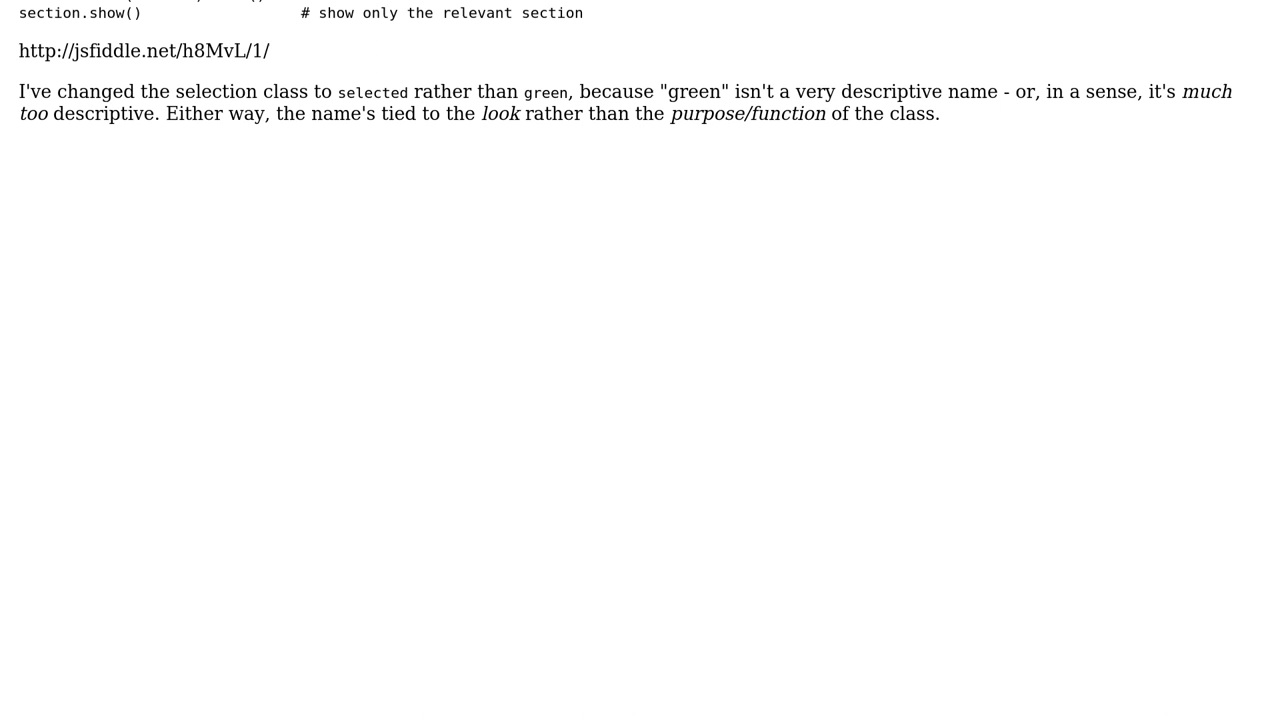 section.show()                  # show only the relevant section
http://jsfiddle.net/h8MvL/1/
I've changed the selection class to selected rather than green, because "green" isn't a very descriptive name - or, in a sense, it's much
too descriptive. Either way, the name's tied to the look rather than the purpose/function of the class.